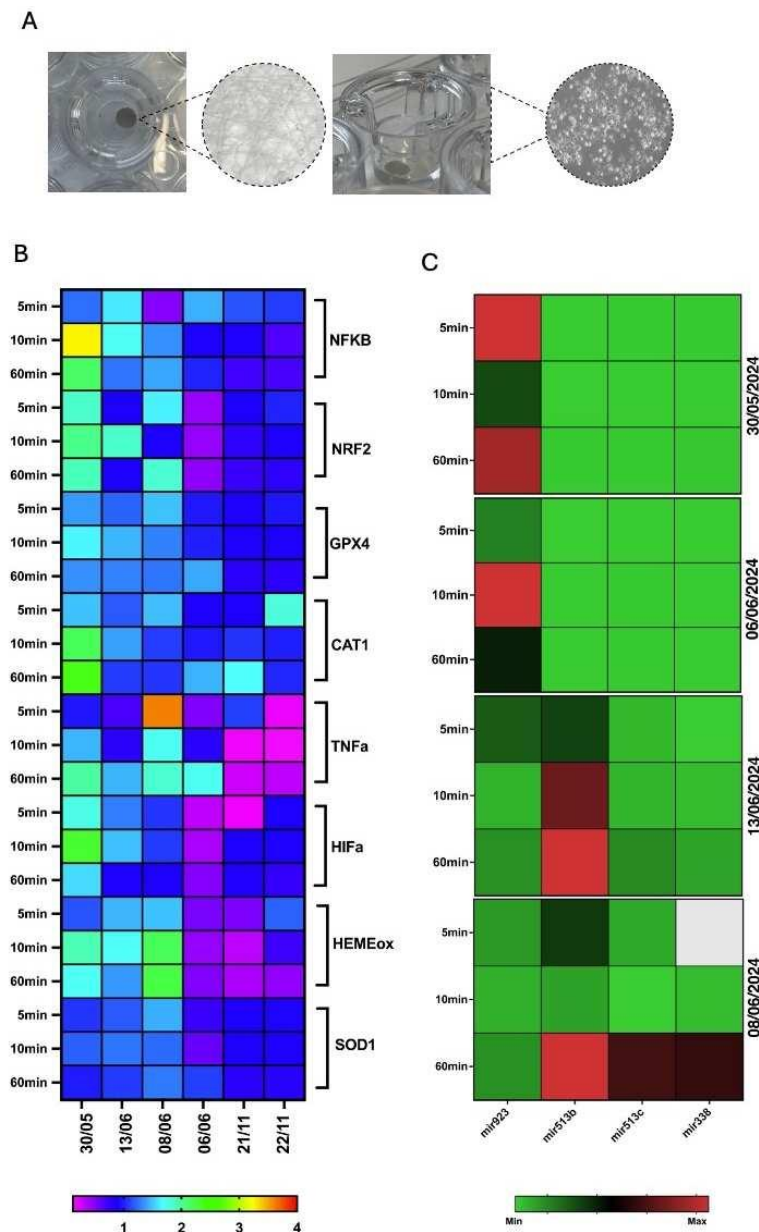 A
B
5min
10min
60min
NFKB
5min
10min
60min
NRF2
5min
10min
60min
GPX4
5min
10min
60min
CAT1
5min
10min
60min
TNFa
5min
10min
60min
HIFa
5min
10min
60min
HEMEox
5min
10min
60min
SOD1
30/05
13/06
08/06
06/06
21/11
22/11
1 2 3 4
C
5min
10min
60min
30/05/2024
5min
10min
60min
06/06/2024
5min
10min
60min
13/06/2024
5min
10min
60min
08/06/2024
mir923
mir513b
mir513c
mir338
Min Max